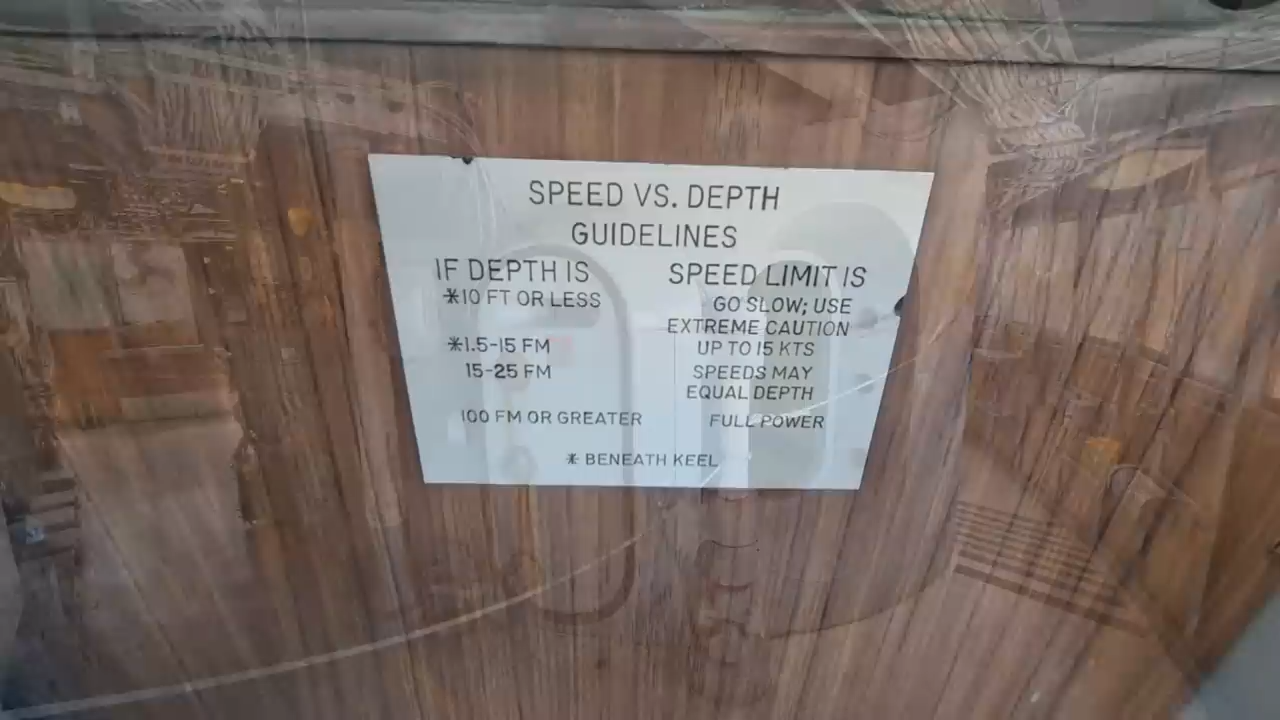 SPEED VS. DEPTH
GUIDELINES
IF DEPTH IS SPEED LIMIT IS
*10 FT OR LESS GO SLOW; USE
EXTREME CAUTION
*1.5-15 FM UP TO 15 KTS
15-25 FM SPEEDS MAY
EQUAL DEPTH
100 FM OR GREATER FULL POWER
* BENEATH KEEL